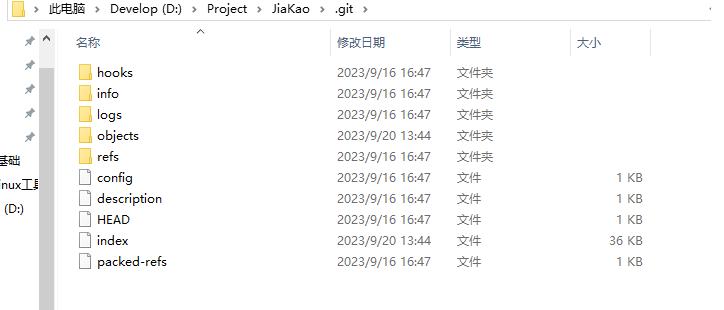 此电脑 › Develop (D:) › Project › JiaKao › .git ›
名称 修改日期 类型 大小
hooks 2023/9/16 16:47 文件夹
info 2023/9/16 16:47 文件夹
logs 2023/9/16 16:47 文件夹
objects 2023/9/20 13:44 文件夹
refs 2023/9/16 16:47 文件夹
基础
config 2023/9/16 16:47 文件 1 KB
inux工具
description 2023/9/16 16:47 文件 1 KB
(D:)
HEAD 2023/9/16 16:47 文件 1 KB
index 2023/9/20 13:44 文件 36 KB
packed-refs 2023/9/16 16:47 文件 1 KB